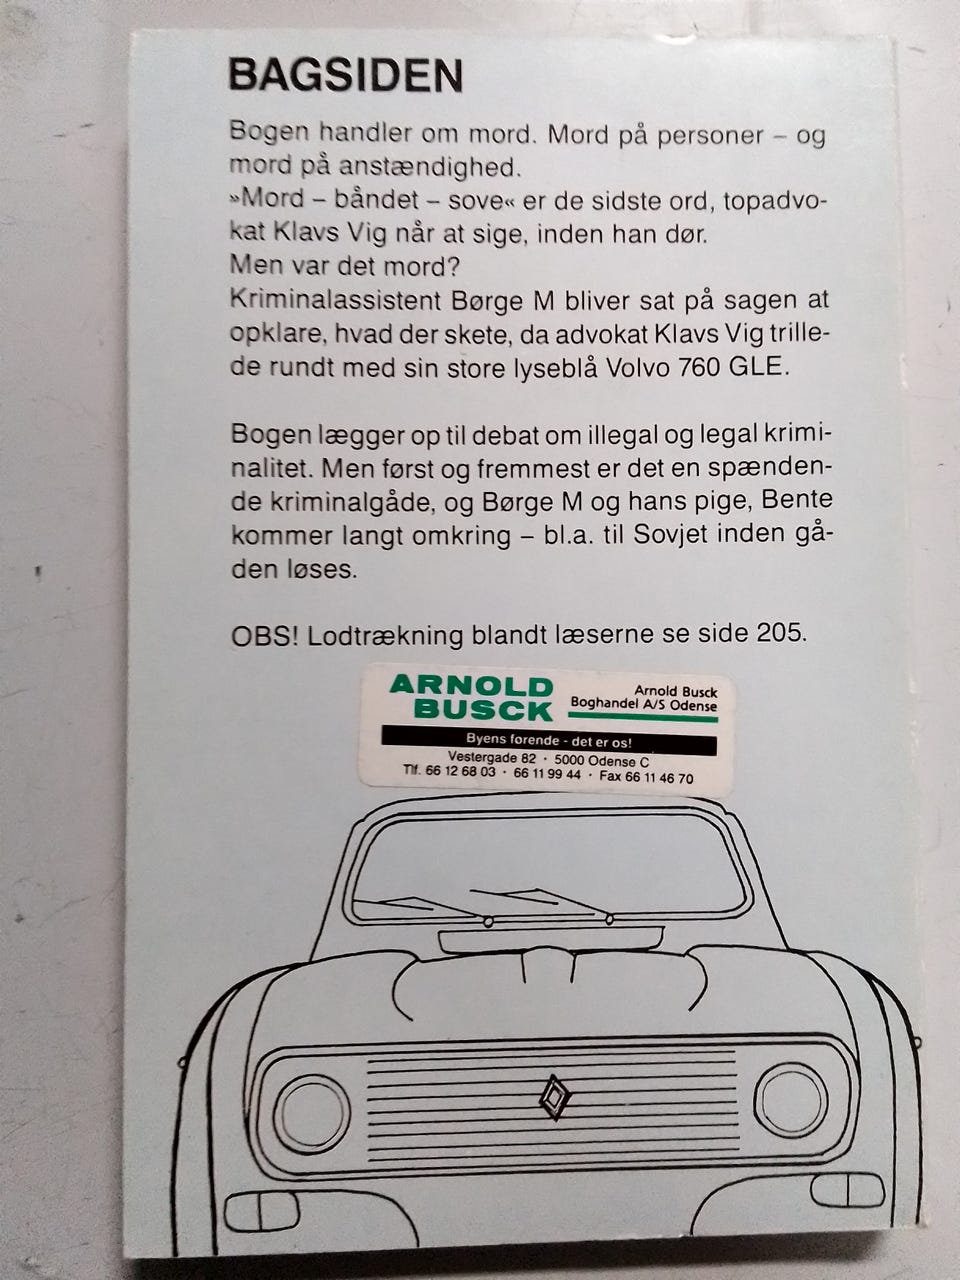 BAGSIDEN
Bogen handler om mord. Mord på personer – og
mord på anstændighed.
»Mord – båndet – sove« er de sidste ord, topadvo-
kat Klavs Vig når at sige, inden han dør.
Men var det mord?
Kriminalassistent Børge M bliver sat på sagen at
opklare, hvad der skete, da advokat Klavs Vig trille-
de rundt med sin store lyseblå Volvo 760 GLE.
Bogen lægger op til debat om illegal og legal krimi-
nalitet. Men først og fremmest er det en spænden-
de kriminalgåde, og Børge M og hans pige, Bente
kommer langt omkring – bl.a. til Sovjet inden gå-
den løses.
OBS! Lodtrækning blandt læserne se side 205.
ARNOLD
BUSCK
Arnold Busck
Boghandel A/S Odense
Byens førende - det er os!
Vestergade 82 · 5000 Odense C
Tlf. 66 12 68 03 · 66 11 99 44 · Fax 66 11 46 70